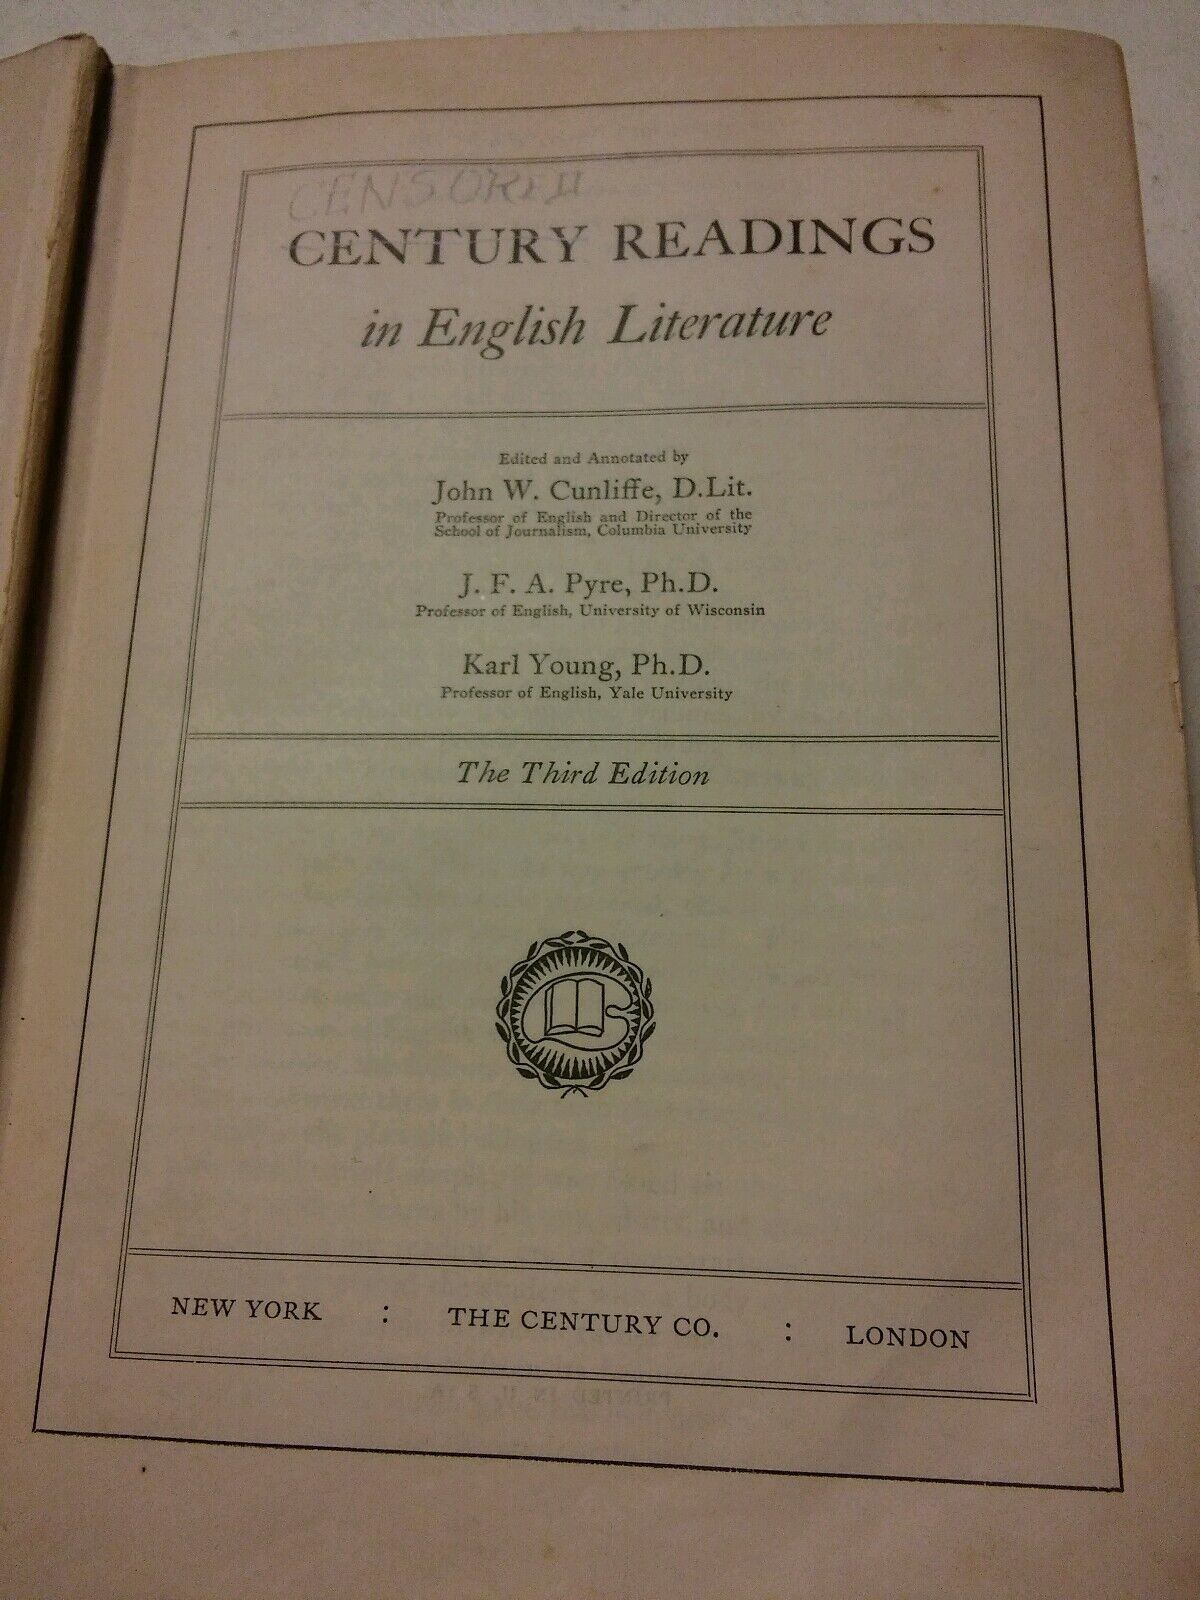 CENSORED
CENTURY READINGS
in English Literature
Edited and Annotated by
John W. Cunliffe, D.Lit.
Professor of English and Director of the
School of Journalism, Columbia University
J. F. A. Pyre, Ph.D.
Professor of English, University of Wisconsin
Karl Young, Ph.D.
Professor of English, Yale University
The Third Edition
NEW YORK : THE CENTURY CO. : LONDON